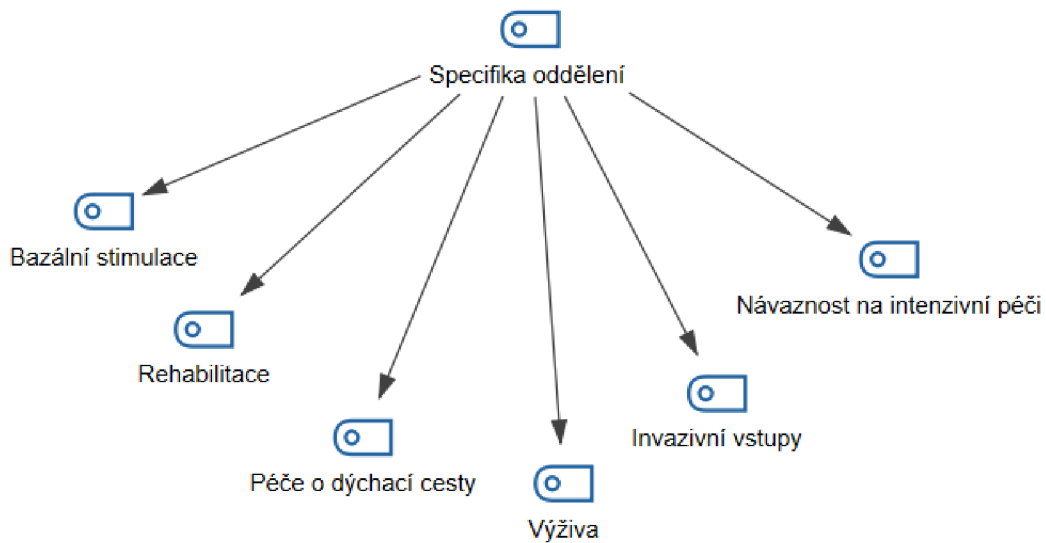 Specifika oddělení
Bazální stimulace
Návaznost na intenzivní péči
Rehabilitace
Invazivní vstupy
Péče o dýchací cesty
Výživa